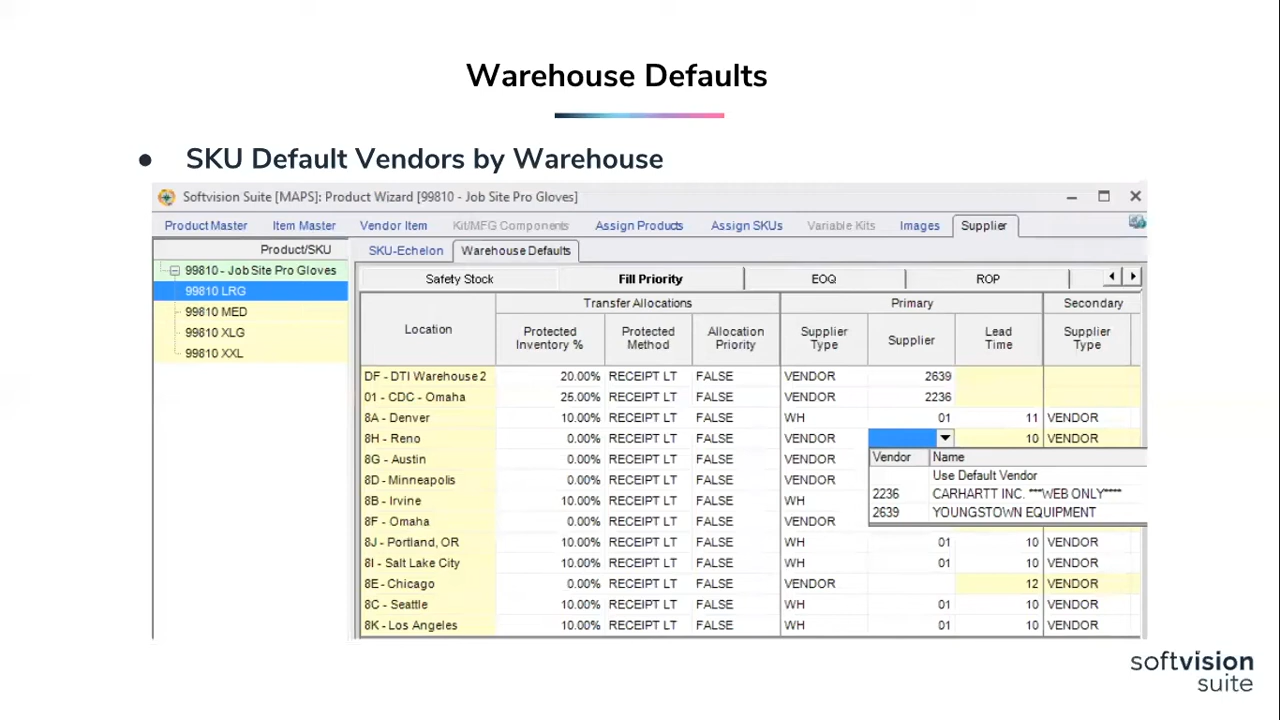 Warehouse Defaults
● SKU Default Vendors by Warehouse
Softvision Suite [MAPS]: Product Wizard [99810 - Job Site Pro Gloves]
Product Master Item Master Vendor Item Kit/MFG Components Assign Products Assign SKUs Variable Kits Images Supplier
Product/SKU SKU-Echelon Warehouse Defaults
99810 - Job Site Pro Gloves
99810 LRG
99810 MED
99810 XLG
99810 XXL
Safety Stock Fill Priority EOQ ROP
Transfer Allocations Primary Secondary
Location Protected Inventory % Protected Method Allocation Priority Supplier Type Supplier Lead Time Supplier Type
DF - DTI Warehouse 2 20.00% RECEIPT LT FALSE VENDOR 2639
01 - CDC - Omaha 25.00% RECEIPT LT FALSE VENDOR 2236
8A - Denver 10.00% RECEIPT LT FALSE WH 01 11 VENDOR
8H - Reno 0.00% RECEIPT LT FALSE VENDOR 10 VENDOR
8G - Austin 0.00% RECEIPT LT FALSE VENDOR
8D - Minneapolis 0.00% RECEIPT LT FALSE VENDOR
8B - Irvine 10.00% RECEIPT LT FALSE WH
8F - Omaha 0.00% RECEIPT LT FALSE VENDOR
8J - Portland, OR 10.00% RECEIPT LT FALSE WH 01 10 VENDOR
8I - Salt Lake City 10.00% RECEIPT LT FALSE WH 01 10 VENDOR
8E - Chicago 0.00% RECEIPT LT FALSE VENDOR 12 VENDOR
8C - Seattle 10.00% RECEIPT LT FALSE WH 01 10 VENDOR
8K - Los Angeles 10.00% RECEIPT LT FALSE WH 01 10 VENDOR
Vendor Name
Use Default Vendor
2236 CARHARTT INC. ***WEB ONLY****
2639 YOUNGSTOWN EQUIPMENT
softvision
suite